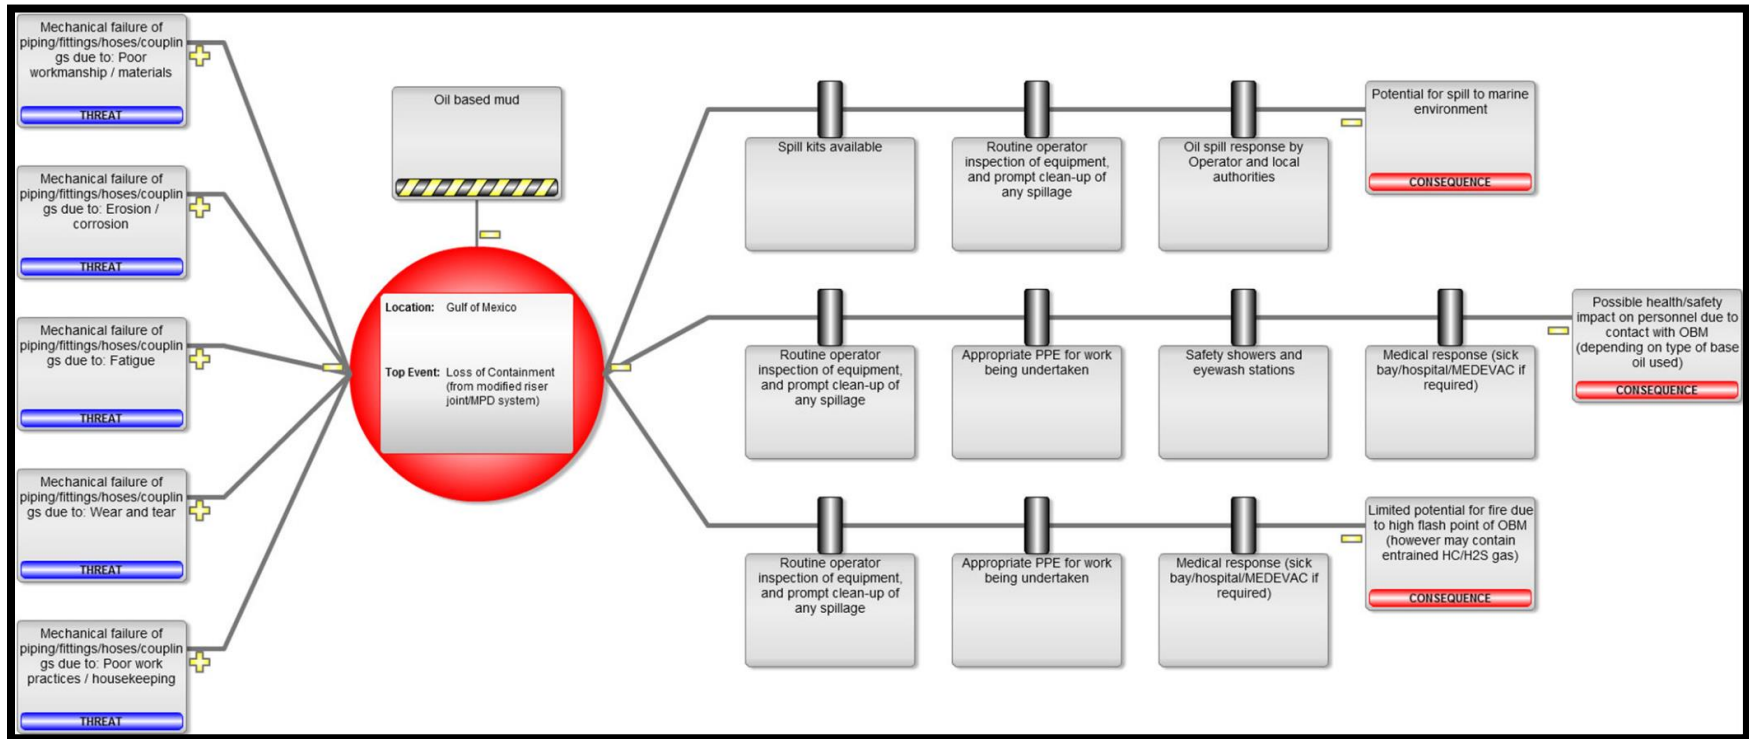 Mechanical failure of
piping/fittings/hoses/couplin
gs due to: Poor
workmanship / materials
THREAT
Mechanical failure of
piping/fittings/hoses/couplin
gs due to: Erosion /
corrosion
THREAT
Mechanical failure of
piping/fittings/hoses/couplin
gs due to: Fatigue
THREAT
Mechanical failure of
piping/fittings/hoses/couplin
gs due to: Wear and tear
THREAT
Mechanical failure of
piping/fittings/hoses/couplin
gs due to: Poor work
practices / housekeeping
THREAT
Oil based mud
Location: Gulf of Mexico
Top Event: Loss of Containment
(from modified riser
joint/MPD system)
Spill kits available
Routine operator
inspection of equipment,
and prompt clean-up of
any spillage
Oil spill response by
Operator and local
authorities
Potential for spill to marine
environment
CONSEQUENCE
Routine operator
inspection of equipment,
and prompt clean-up of
any spillage
Appropriate PPE for work
being undertaken
Safety showers and
eyewash stations
Medical response (sick
bay/hospital/MEDEVAC if
required)
Possible health/safety
impact on personnel due to
contact with OBM
(depending on type of base
oil used)
CONSEQUENCE
Routine operator
inspection of equipment,
and prompt clean-up of
any spillage
Appropriate PPE for work
being undertaken
Medical response (sick
bay/hospital/MEDEVAC if
required)
Limited potential for fire due
to high flash point of OBM
(however may contain
entrained HC/H2S gas)
CONSEQUENCE